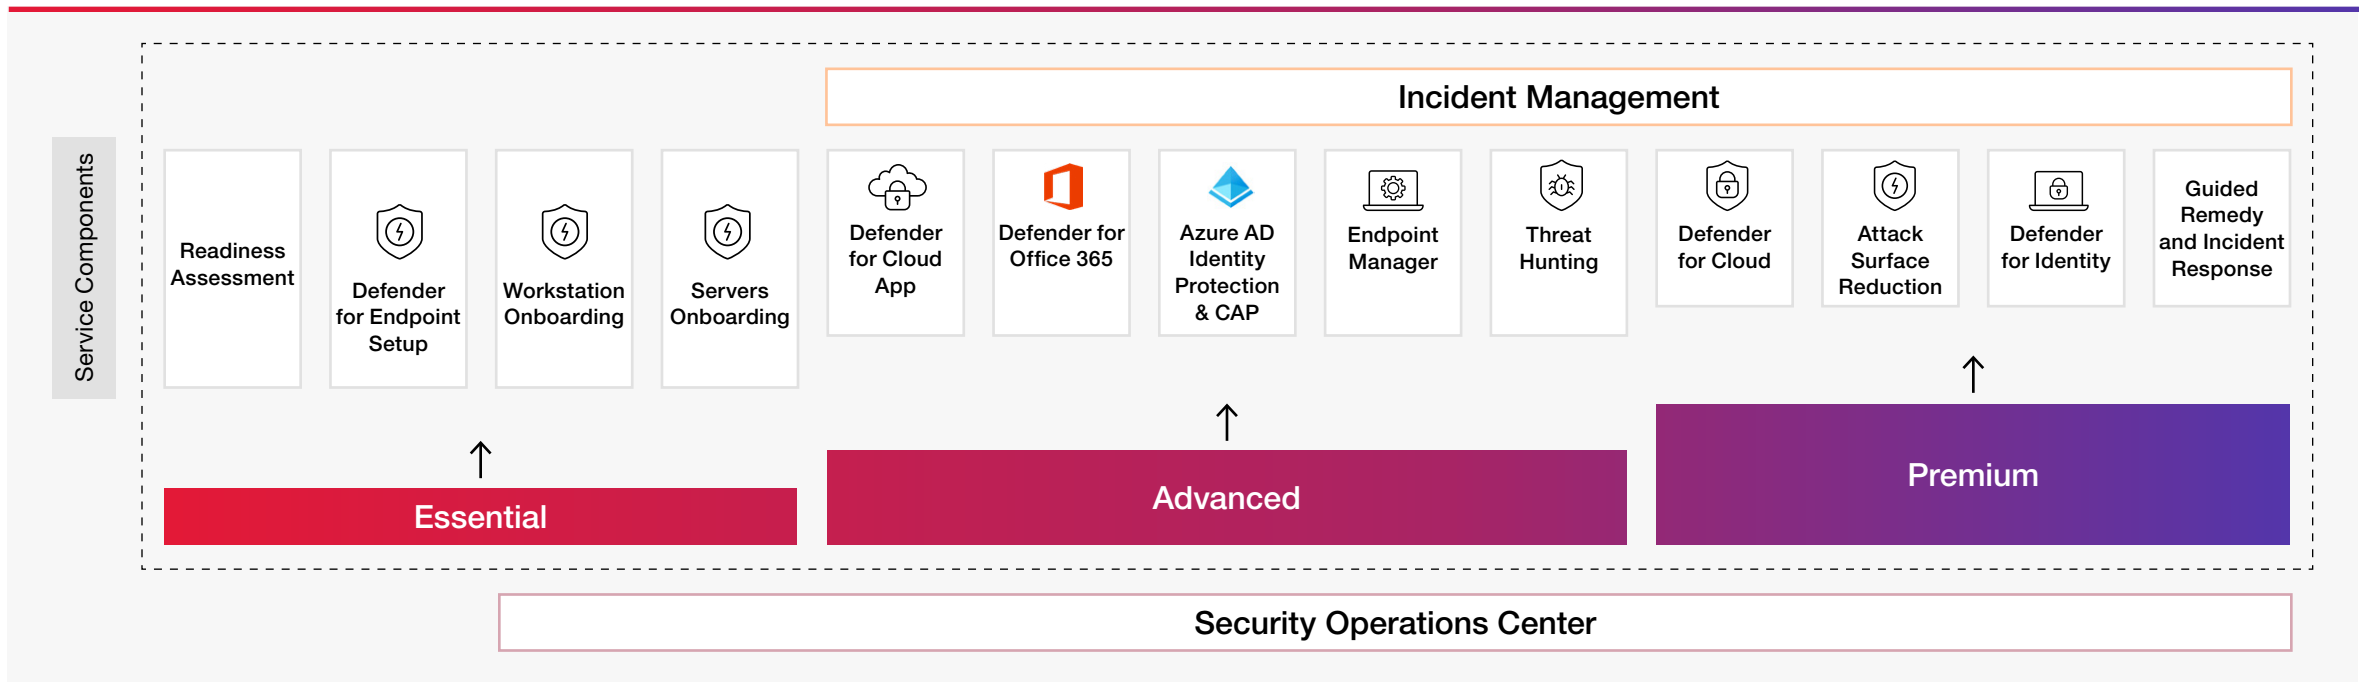 Incident Management
Service Components
Readiness
Assessment
Defender
for Endpoint
Setup
Workstation
Onboarding
Servers
Onboarding
Defender
for Cloud
App
Defender for
Office 365
Azure AD
Identity
Protection
& CAP
Endpoint
Manager
Threat
Hunting
Defender
for Cloud
Attack
Surface
Reduction
Defender
for Identity
Guided
Remedy
and Incident
Response
Essential
Advanced
Premium
Security Operations Center